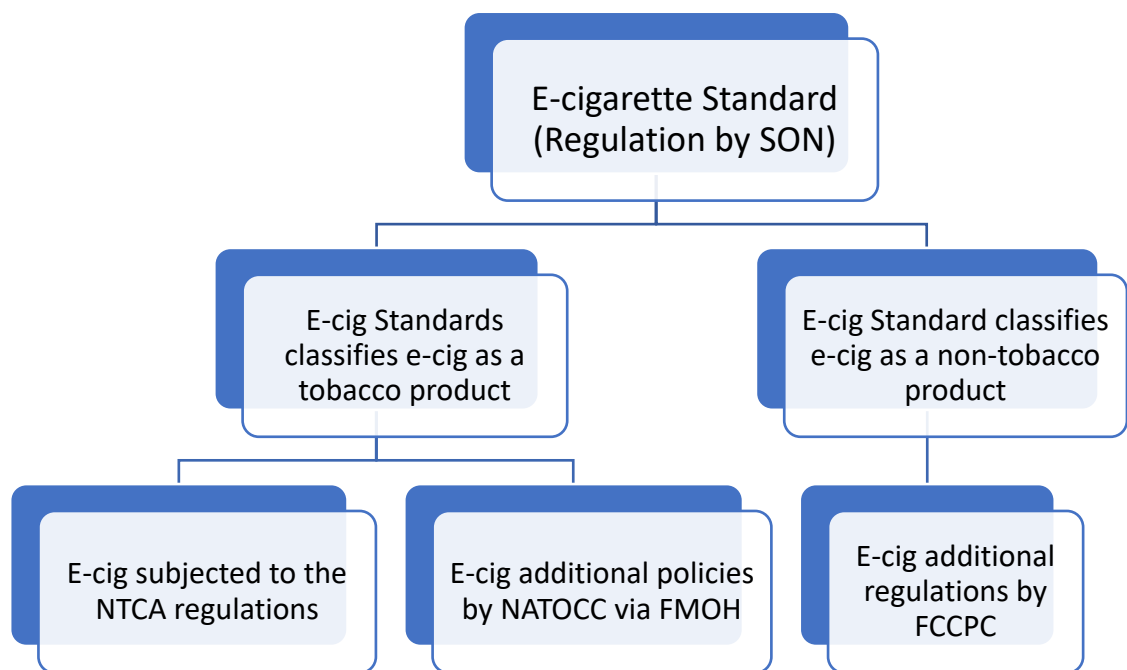 E-cigarette Standard
(Regulation by SON)
E-cig Standards
classifies e-cig as a
tobacco product
E-cig Standard classifies
e-cig as a non-tobacco
product
E-cig subjected to the
NTCA regulations
E-cig additional policies
by NATOCC via FMOH
E-cig additional
regulations by
FCCPC